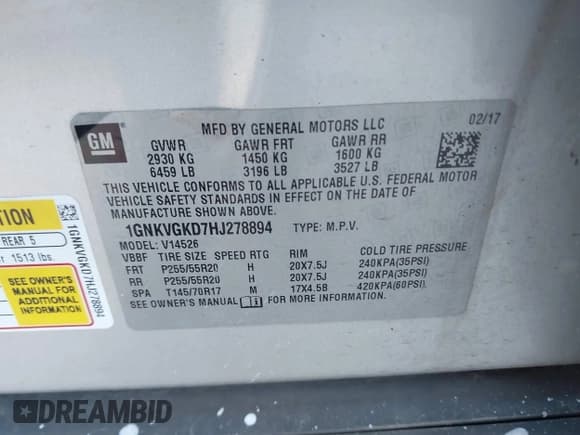 GM
MFD BY GENERAL MOTORS LLC
02/17
GVWR GAWR FRT GAWR RR
2930 KG 1450 KG 1600 KG
6459 LB 3196 LB 3527 LB
THIS VEHICLE CONFORMS TO ALL APPLICABLE U.S. FEDERAL MOTOR
VEHICLE SAFETY STANDARDS IN EFFECT ON THE DATE OF
MANUFACTURE SHOWN ABOVE.
1GNKVGKD7HJ278894 TYPE: M.P.V.
MODEL: V14526
VBBF TIRE SIZE SPEED RTG RIM COLD TIRE PRESSURE
FRT P255/55R20 H 20X7.5J 240KPA(35PSI)
RR P255/55R20 H 20X7.5J 240KPA(35PSI)
SPA T145/70R17 M 17X4.5B 420KPA(60PSI)
SEE OWNER'S MANUAL FOR MORE INFORMATION.
TION
REAR 5
r 1513 lbs.
SEE OWNER'S
MANUAL FOR
ADDITIONAL
INFORMATION
1GNKVGKD7HJ278894
DREAMBID